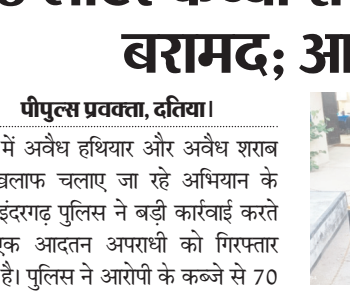 बरामद; आ
पीपुल्स प्रवक्ता, दतिया।
में अवैध हथियार और अवैध शराब
खिलाफ चलाए जा रहे अभियान के
इंदरगढ़ पुलिस ने बड़ी कार्रवाई करते
एक आदतन अपराधी को गिरफ्तार
है। पुलिस ने आरोपी के कब्जे से 70